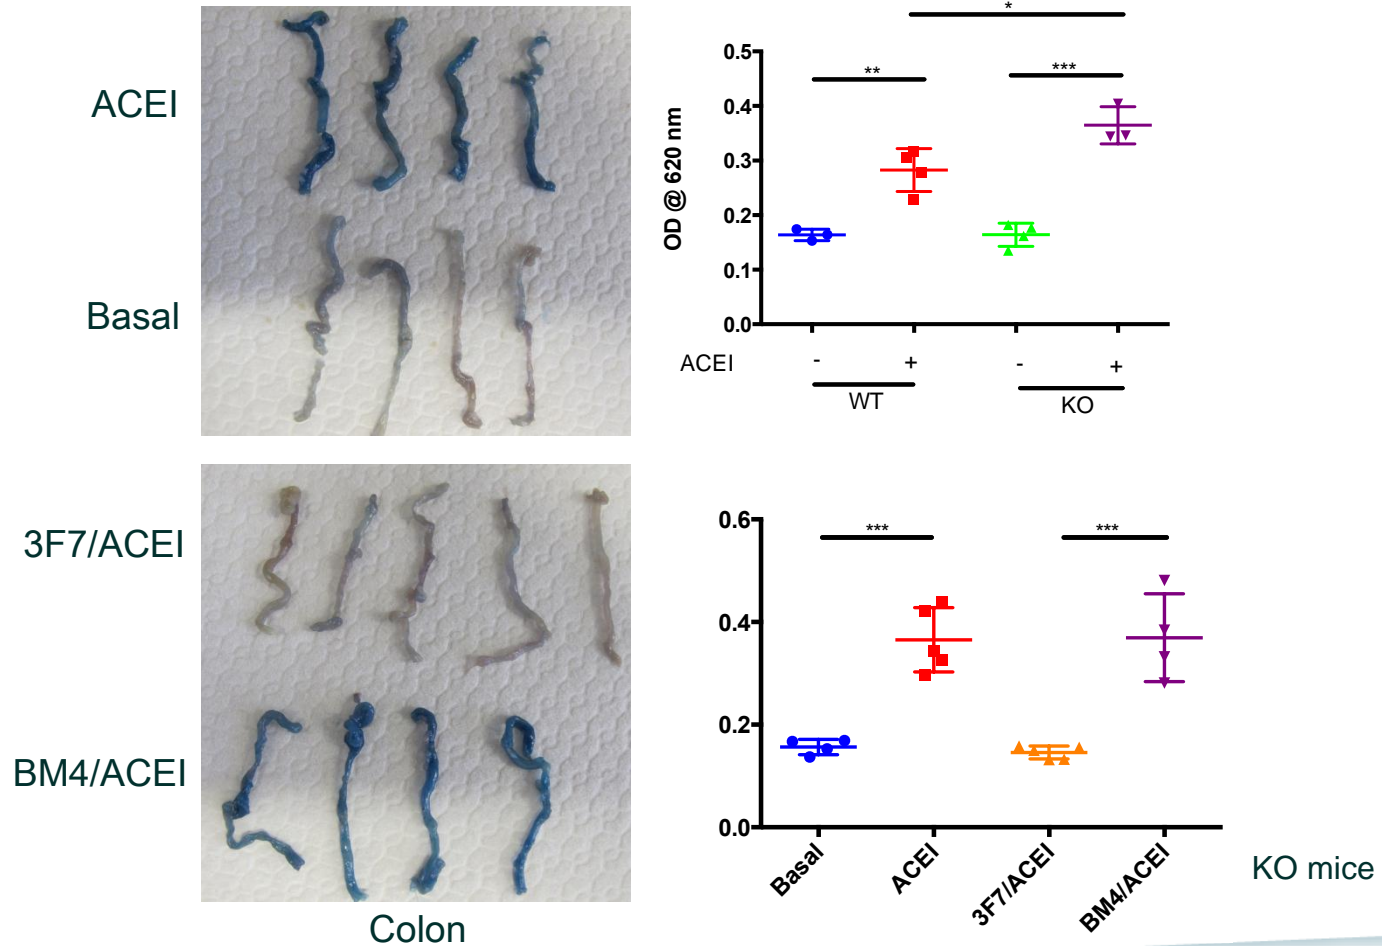 ACEI
Basal
*
**
***
0.5
0.4
0.3
0.2
0.1
0.0
OD @ 620 nm
ACEI
-
+
-
+
WT
KO
3F7/ACEI
BM4/ACEI
Colon
***
***
0.6
0.4
0.2
0.0
Basal
ACEI
3F7/ACEI
BM4/ACEI
KO mice